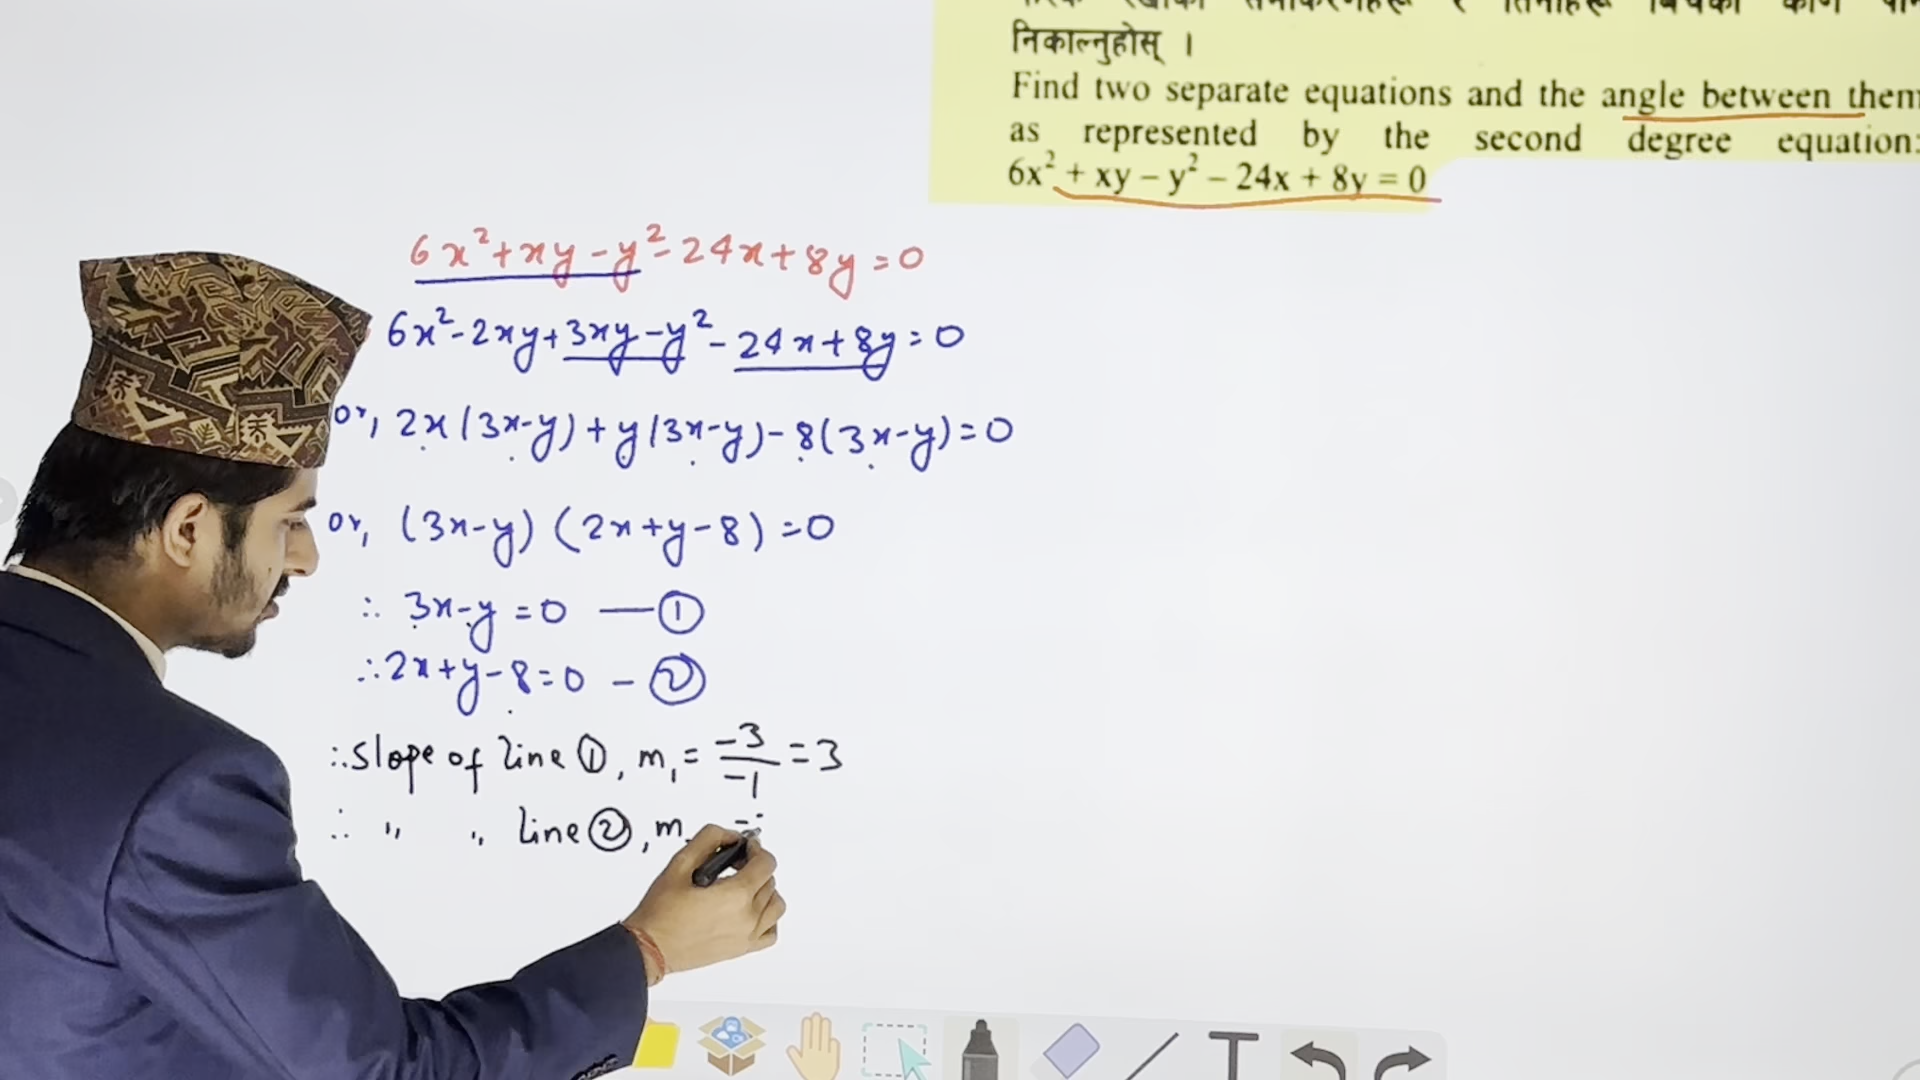 निकाल्नुहोस् ।
Find two separate equations and the angle between them
as represented by the second degree equation:
6x² + xy – y² – 24x + 8y = 0
6x²+xy-y²-24x+8y=0
6x²-2xy+3xy-y²-24x+8y=0
or, 2x(3x-y)+y(3x-y)-8(3x-y)=0
or, (3x-y) (2x+y-8)=0
∴ 3x-y=0 —①
∴2x+y-8=0 -②
∴slope of line ①, m₁ = -3/-1 = 3
∴ " " line ②, m
T